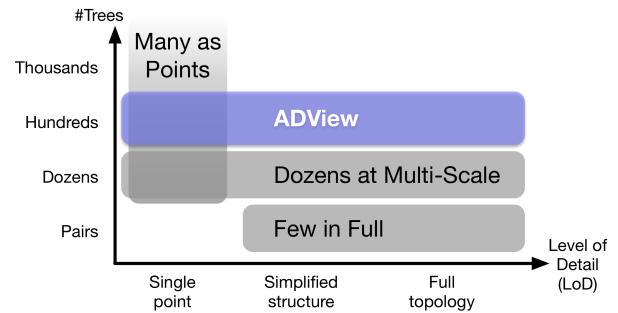 #Trees
Many as
Points
Thousands
ADView
Hundreds
Dozens at Multi-Scale
Dozens
Few in Full
Pairs
Level of
Detail
(LoD)
Single
point
Simplified
structure
Full
topology